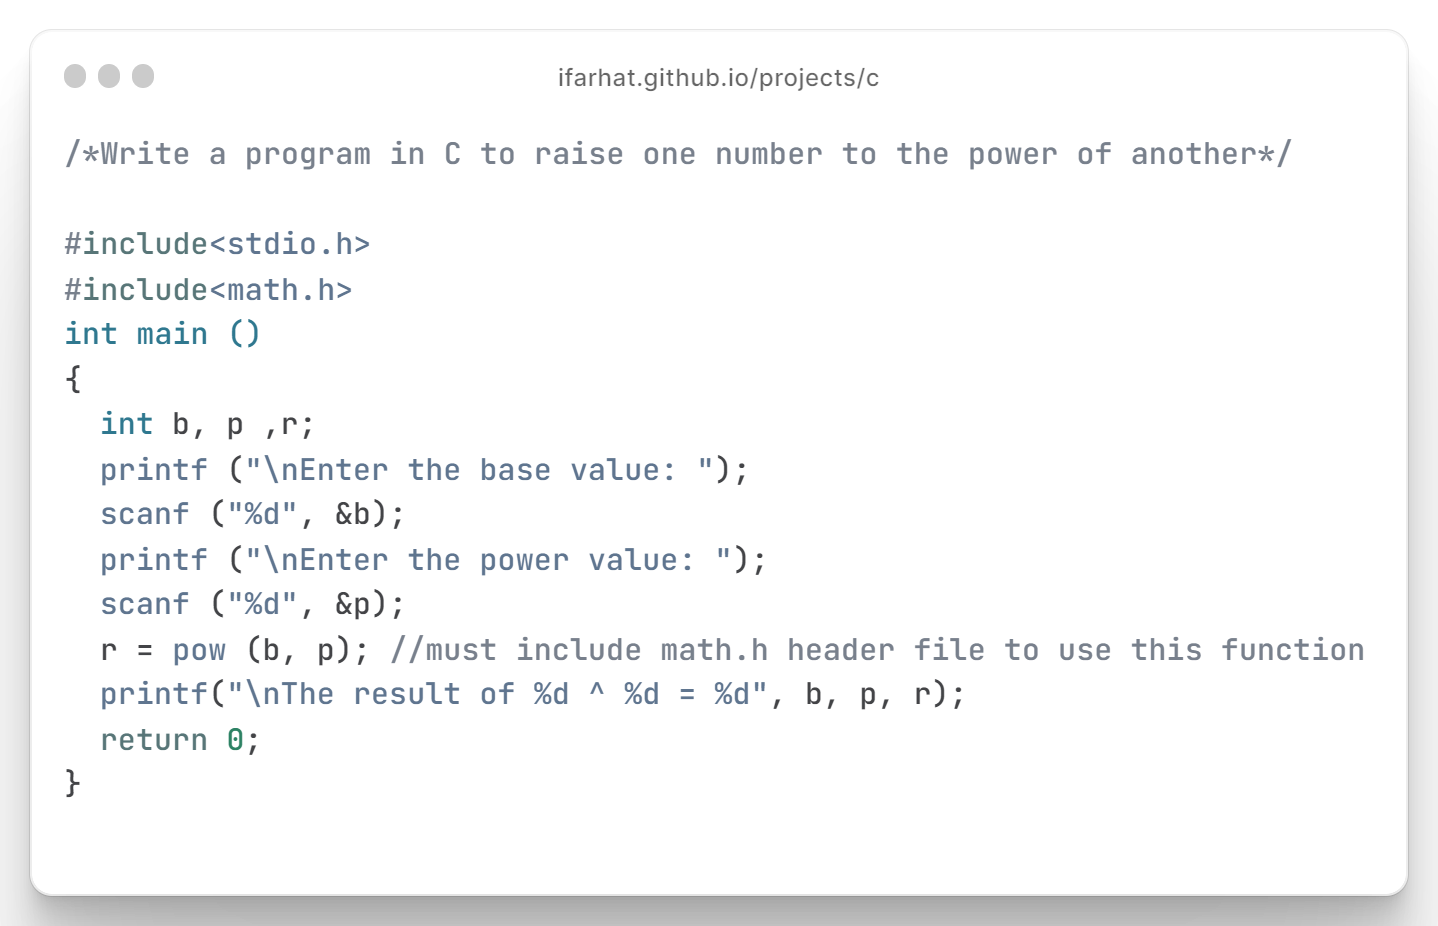 ifarhat.github.io/projects/c
/*Write a program in C to raise one number to the power of another*/
#include<stdio.h>
#include<math.h>
int main ()
{
  int b, p ,r;
  printf ("\nEnter the base value: ");
  scanf ("%d", &b);
  printf ("\nEnter the power value: ");
  scanf ("%d", &p);
  r = pow (b, p); //must include math.h header file to use this function
  printf("\nThe result of %d ^ %d = %d", b, p, r);
  return 0;
}